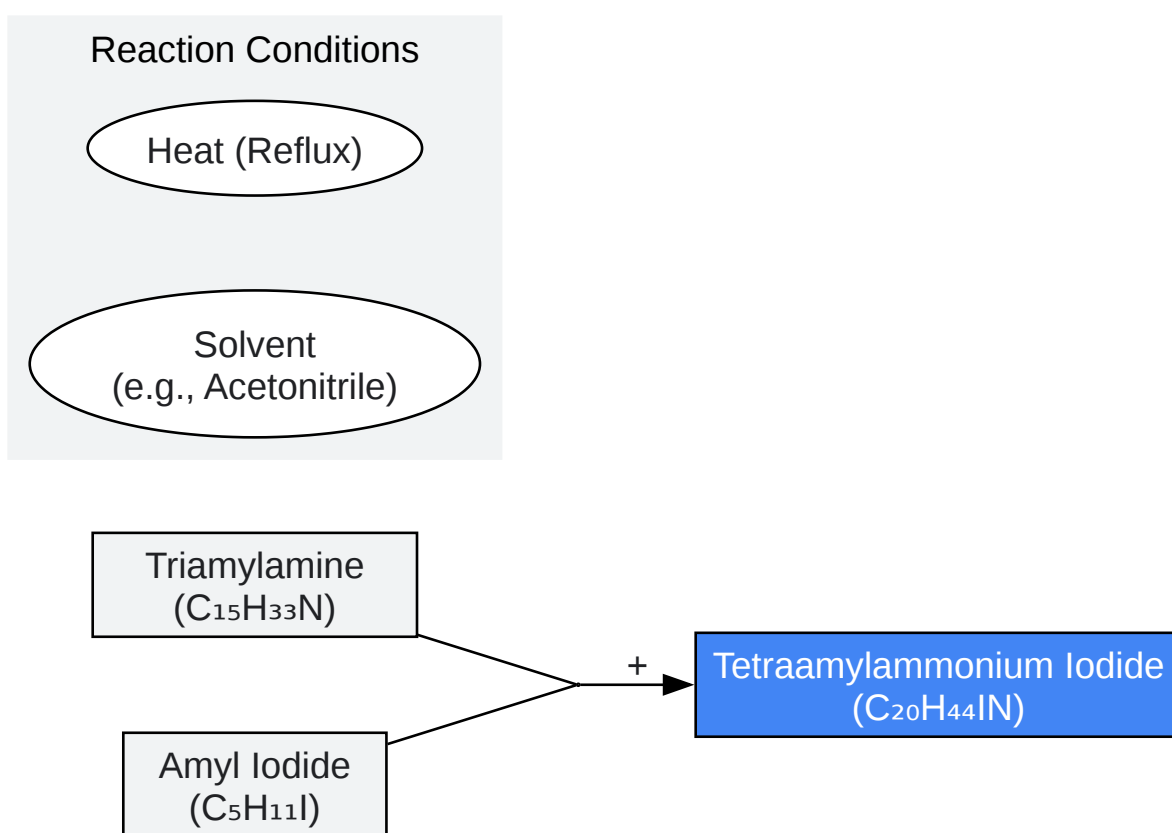 Reaction Conditions
Heat (Reflux)
Solvent
(e.g., Acetonitrile)
Triamylamine
(C₁₅H₃₃N)
+
Tetraamylammonium Iodide
(C₂₀H₄₄IN)
Amyl Iodide
(C₅H₁₁I)